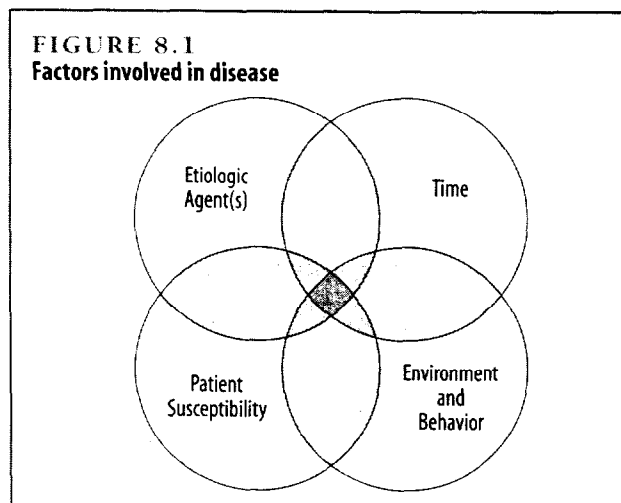 FIGURE 8.1
Factors involved in disease
Etiologic
Agent(s)
Time
Patient
Susceptibility
Environment
and
Behavior